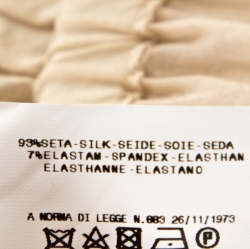 93%SETA-SILK-SEIDE-SOIE-SEDA
7%ELASTAM-SPANDEX-ELASTHAN
ELASTHANNE-ELASTANO
A NORMA DI LEGGE N.883 26/11/1973
P